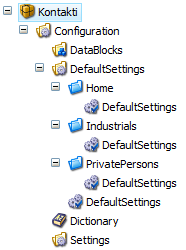 Kontakti
Configuration
DataBlocks
DefaultSettings
Home
DefaultSettings
Industrials
DefaultSettings
PrivatePersons
DefaultSettings
DefaultSettings
Dictionary
Settings